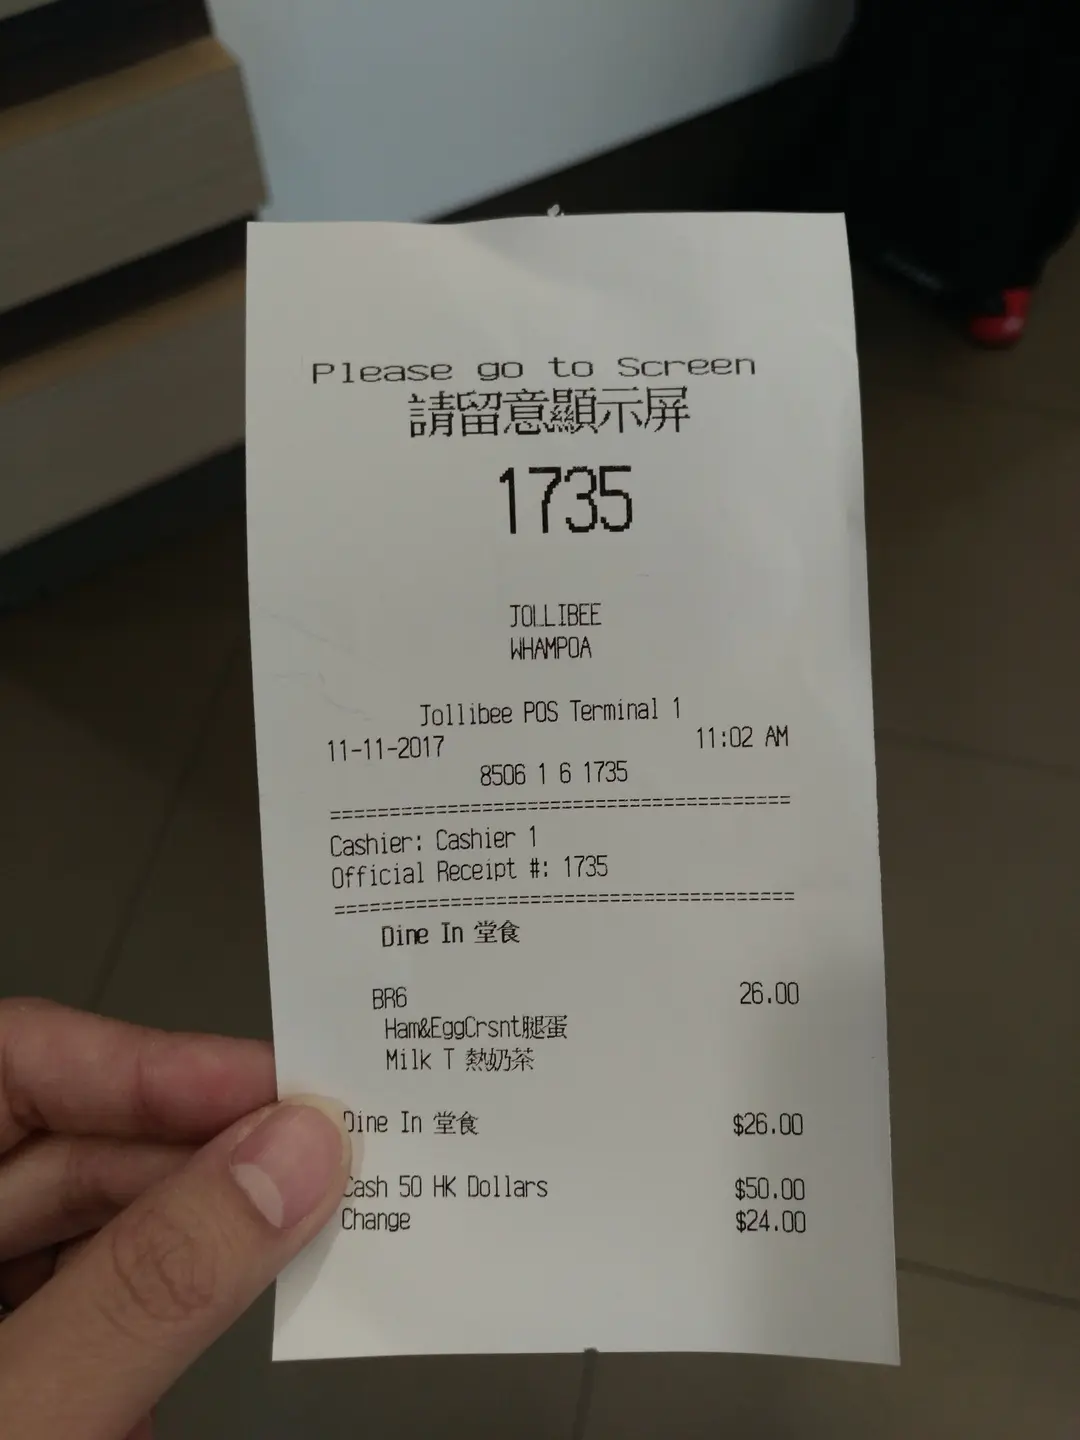 Please go to Screen
請留意顯示屏
1735
JOLLIBEE
WHAMPOA
Jollibee POS Terminal 1
11-11-2017 11:02 AM
8506 1 6 1735
========================================
Cashier: Cashier 1
Official Receipt #: 1735
========================================
Dine In 堂食
BR6 26.00
Ham&EggCrsnt腿蛋
Milk T 熱奶茶
Dine In 堂食 $26.00
Cash 50 HK Dollars $50.00
Change $24.00